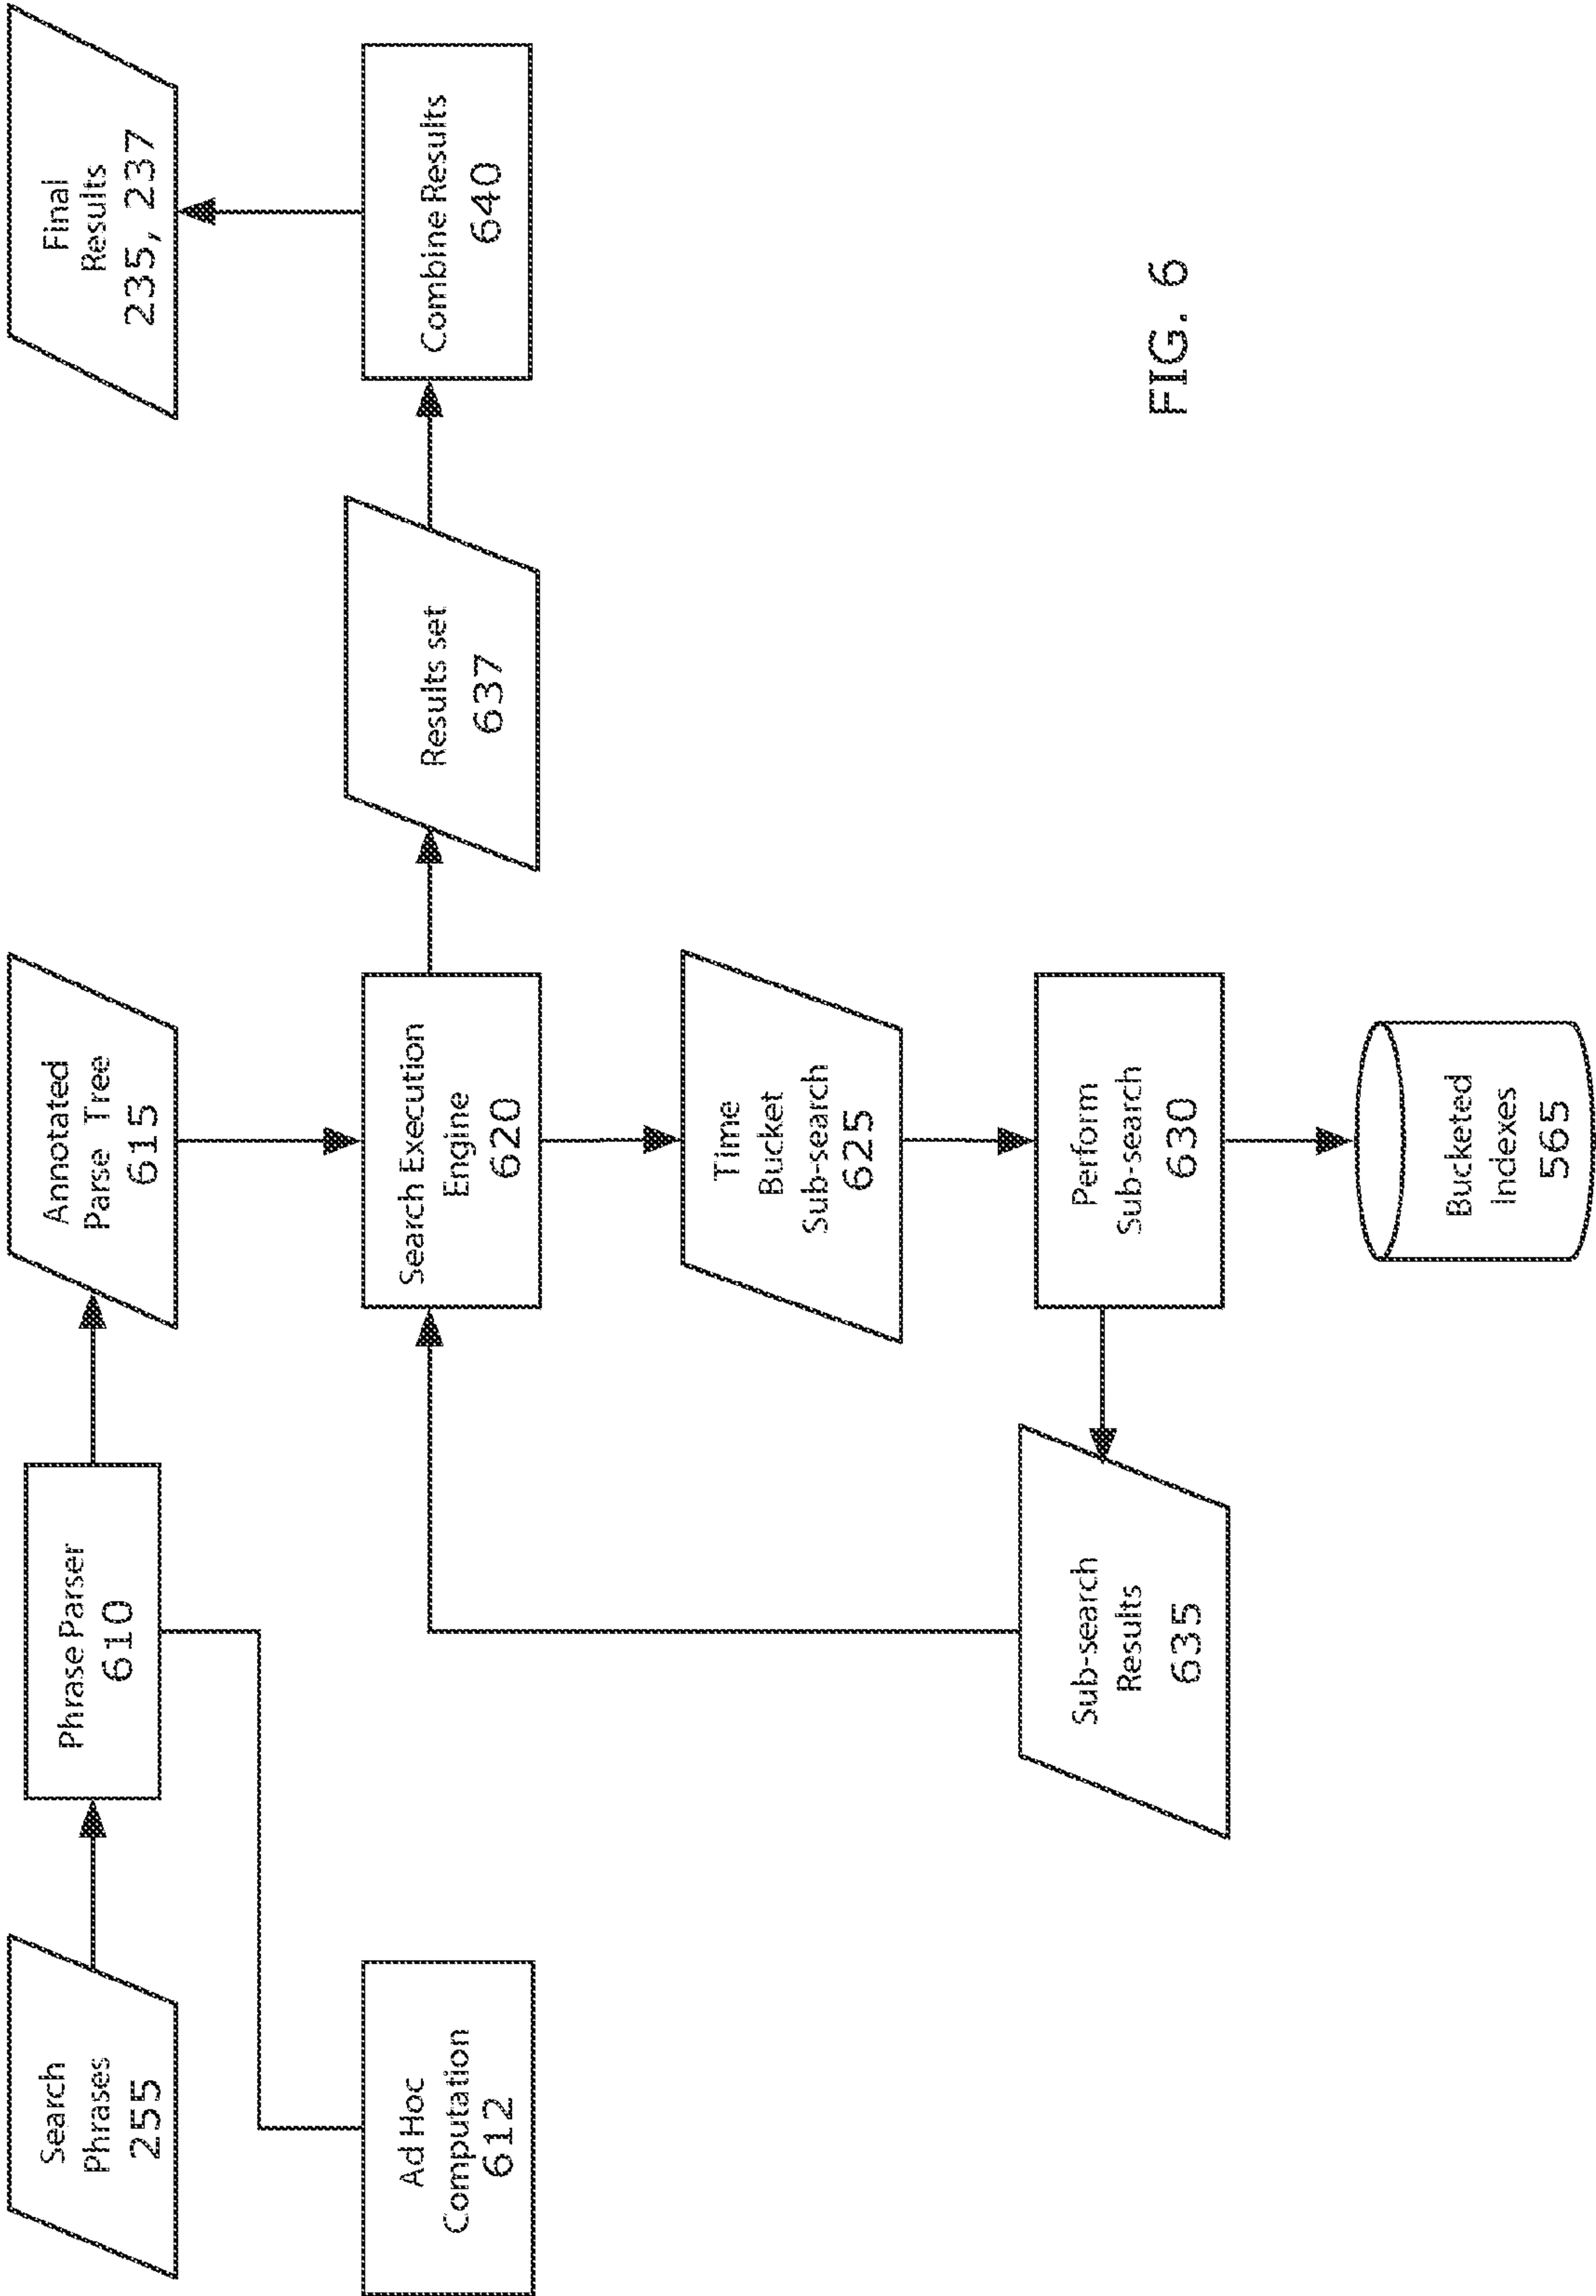 Search
Phrases
255
Phrase Parser
610
Annotated
Parse Tree
615
Final
Results
235, 237
Ad Hoc
Computation
612
Search Execution
Engine
620
Results set
637
Combine Results
640
Time
Bucket
Sub-search
625
Sub-search
Results
635
Perform
Sub-search
630
Bucketed
Indexes
565
FIG. 6